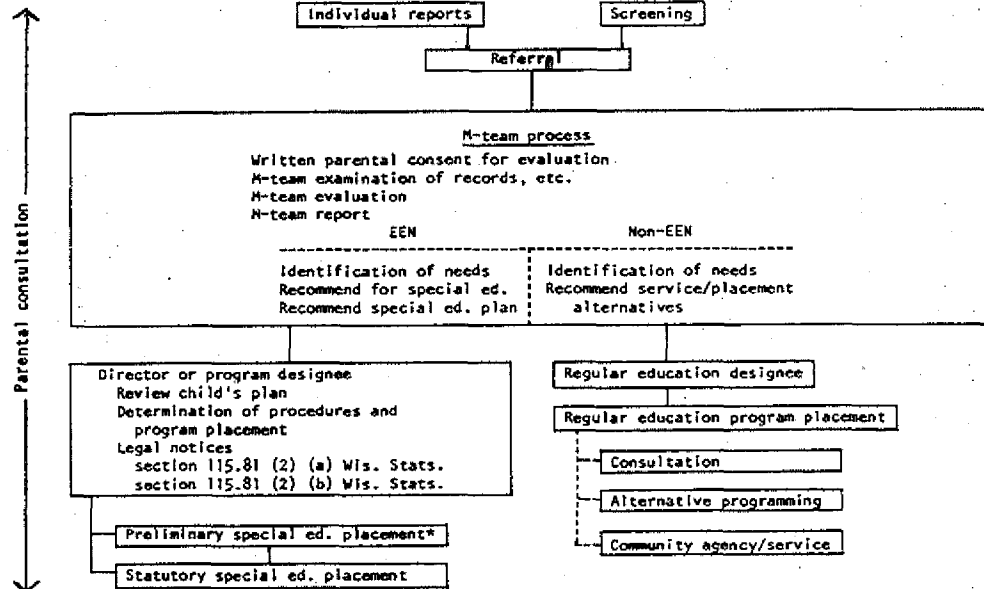 Individual reports
Screening
Referral
M-team process
Written parental consent for evaluation
M-team examination of records, etc.
M-team evaluation
M-team report
EEN
Non-EEN
Identification of needs
Recommend for special ed.
Recommend special ed. plan
Identification of needs
Recommend service/placement
alternatives
Parental consultation
Director or program designee
Review child's plan
Determination of procedures and
program placement
Legal notices
section 115.81 (2) (a) Wis. Stats.
section 115.81 (2) (b) Wis. Stats.
Preliminary special ed. placement*
Statutory special ed. placement
Regular education designee
Regular education program placement
Consultation
Alternative programming
Community agency/service